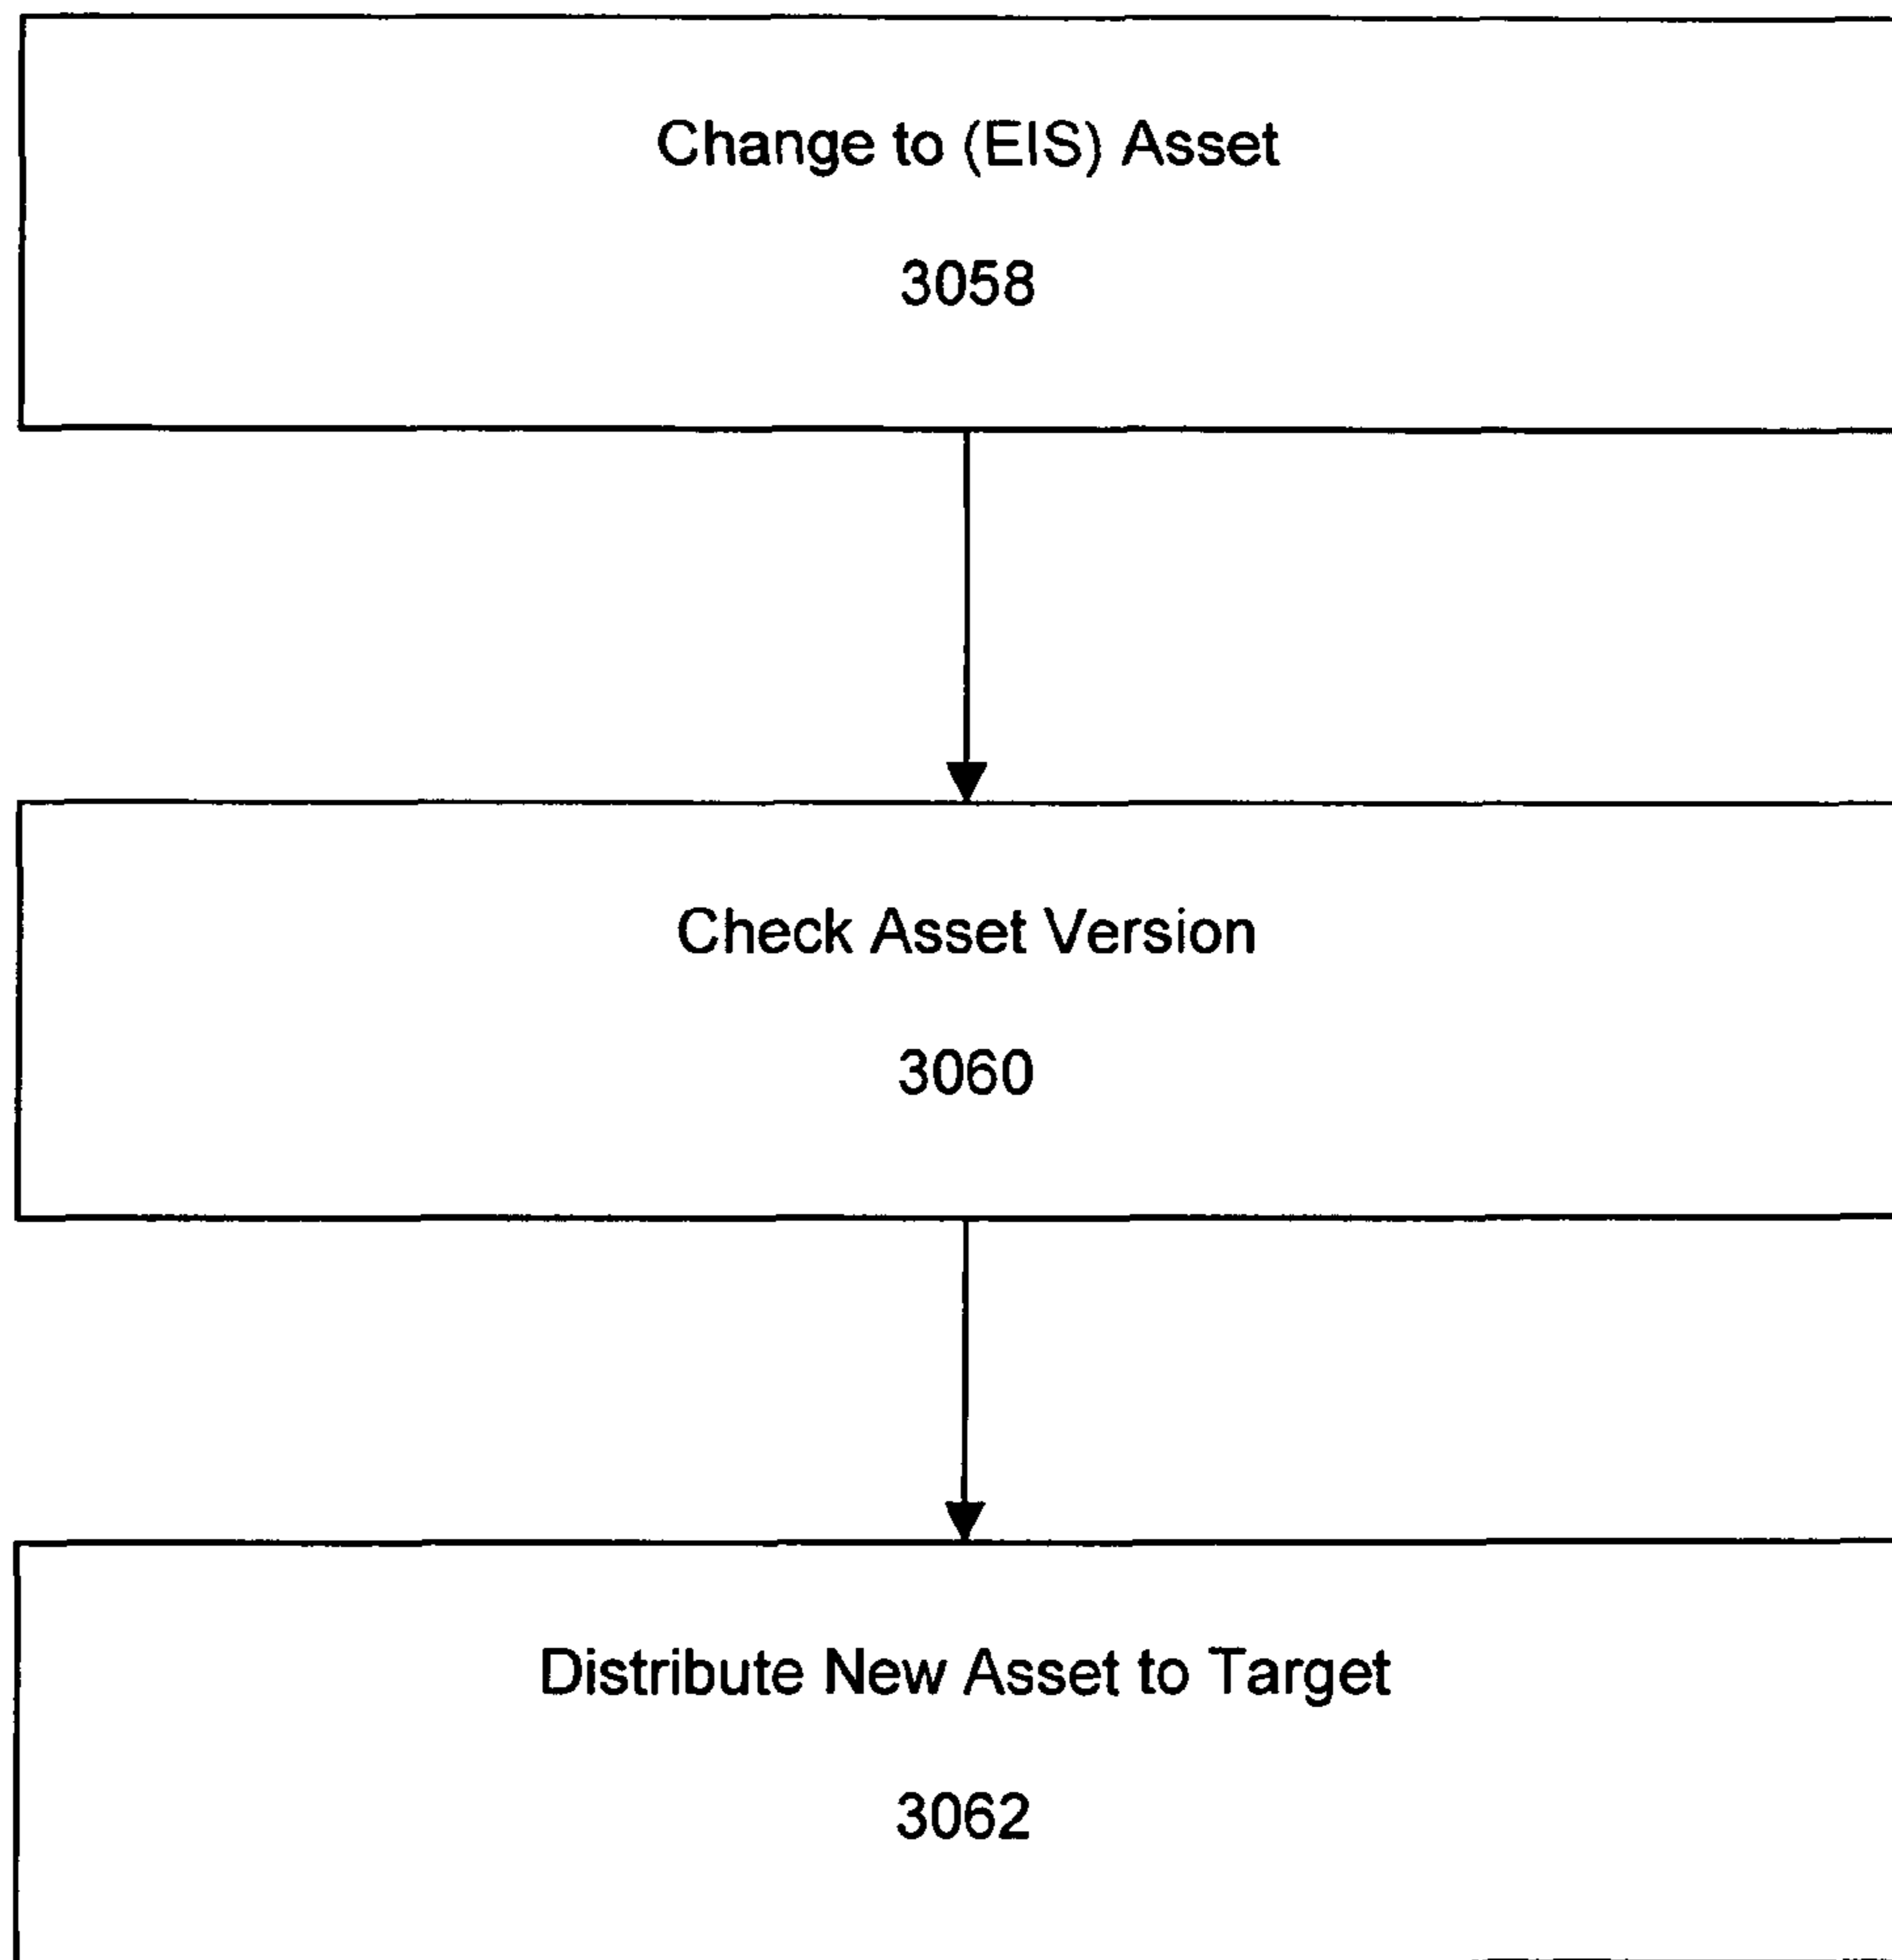 Change to (EIS) Asset
3058
Check Asset Version
3060
Distribute New Asset to Target
3062